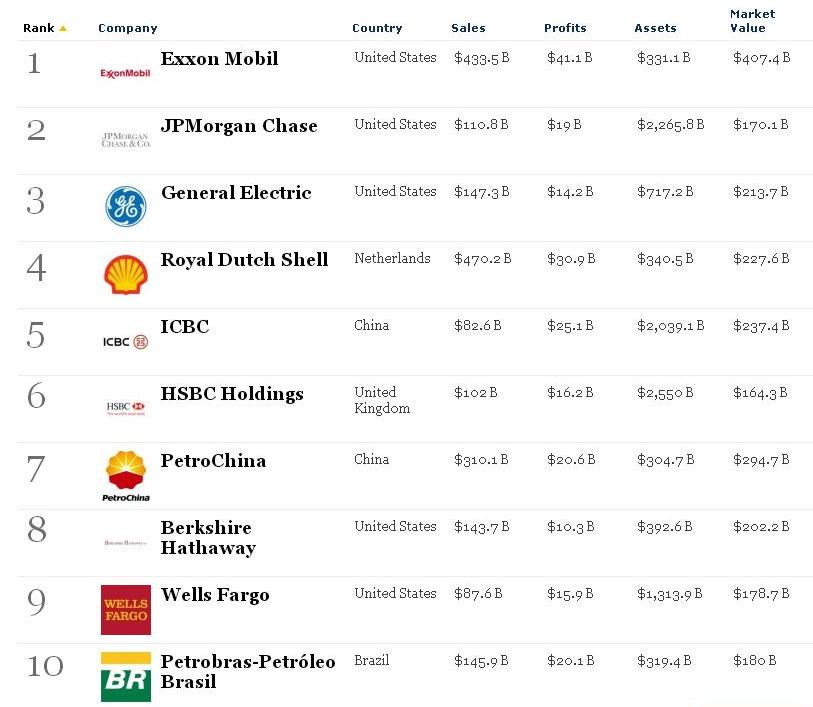 Rank Company Country Sales Profits Assets Market Value
1 ExxonMobil Exxon Mobil United States $433.5 B $41.1 B $331.1 B $407.4 B
2 JPMORGAN CHASE & CO. JPMorgan Chase United States $110.8 B $19 B $2,265.8 B $170.1 B
3 GE General Electric United States $147.3 B $14.2 B $717.2 B $213.7 B
4 Royal Dutch Shell Netherlands $470.2 B $30.9 B $340.5 B $227.6 B
5 ICBC ICBC China $82.6 B $25.1 B $2,039.1 B $237.4 B
6 HSBC HSBC Holdings United Kingdom $102 B $16.2 B $2,550 B $164.3 B
The world's local bank
7 PetroChina PetroChina China $310.1 B $20.6 B $304.7 B $294.7 B
8 Berkshire Hathaway United States $143.7 B $10.3 B $392.6 B $202.2 B
9 WELLS FARGO Wells Fargo United States $87.6 B $15.9 B $1,313.9 B $178.7 B
10 BR Petrobras-Petróleo Brasil Brazil $145.9 B $20.1 B $319.4 B $180 B